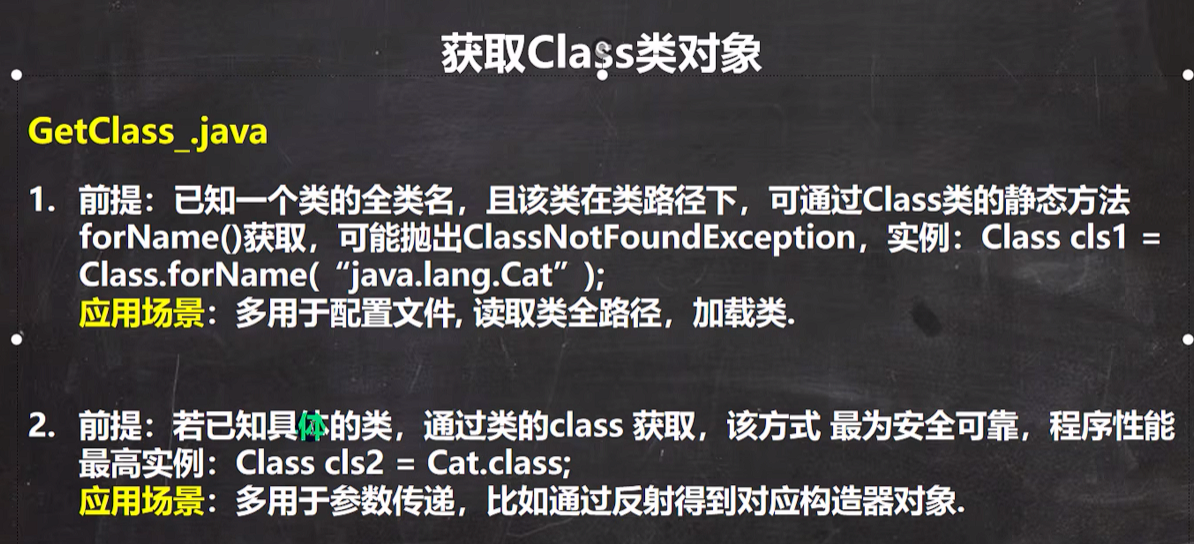 获取Class类对象
GetClass_.java
1. 前提：已知一个类的全类名，且该类在类路径下，可通过Class类的静态方法
forName()获取，可能抛出ClassNotFoundException，实例：Class cls1 =
Class.forName( “java.lang.Cat” );
应用场景：多用于配置文件, 读取类全路径，加载类.
2. 前提：若已知具体的类，通过类的class 获取，该方式 最为安全可靠，程序性能
最高实例：Class cls2 = Cat.class;
应用场景：多用于参数传递，比如通过反射得到对应构造器对象.